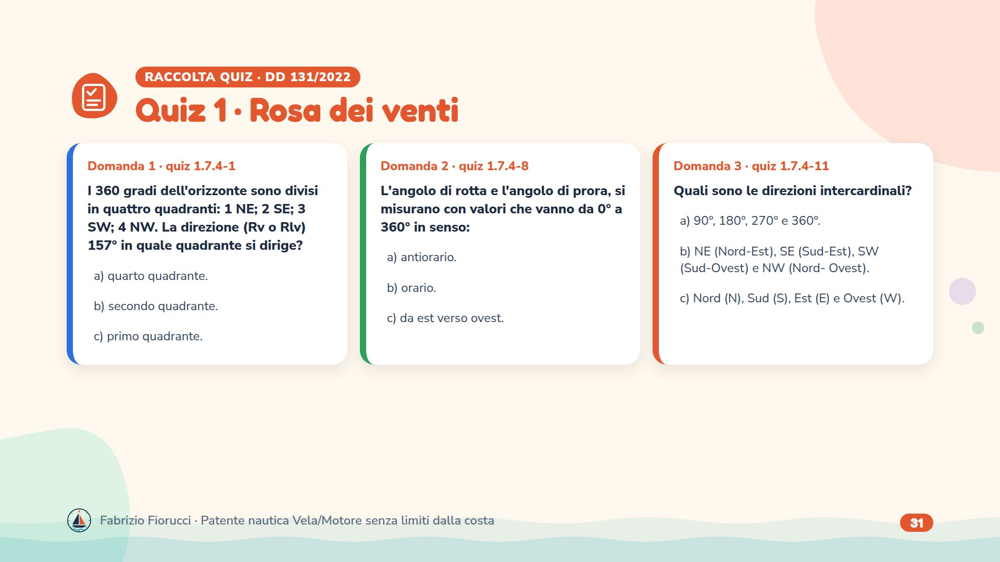 RACCOLTA QUIZ · DD 131/2022
Quiz 1 · Rosa dei venti
Domanda 1 · quiz 1.7.4-1
I 360 gradi dell'orizzonte sono divisi
in quattro quadranti: 1 NE; 2 SE; 3
SW; 4 NW. La direzione (Rv o Rlv)
157° in quale quadrante si dirige?
a) quarto quadrante.
b) secondo quadrante.
c) primo quadrante.
Domanda 2 · quiz 1.7.4-8
L'angolo di rotta e l'angolo di prora, si
misurano con valori che vanno da 0° a
360° in senso:
a) antiorario.
b) orario.
c) da est verso ovest.
Domanda 3 · quiz 1.7.4-11
Quali sono le direzioni intercardinali?
a) 90°, 180°, 270° e 360°.
b) NE (Nord-Est), SE (Sud-Est), SW
(Sud-Ovest) e NW (Nord- Ovest).
c) Nord (N), Sud (S), Est (E) e Ovest (W).
Fabrizio Fiorucci · Patente nautica Vela/Motore senza limiti dalla costa
31